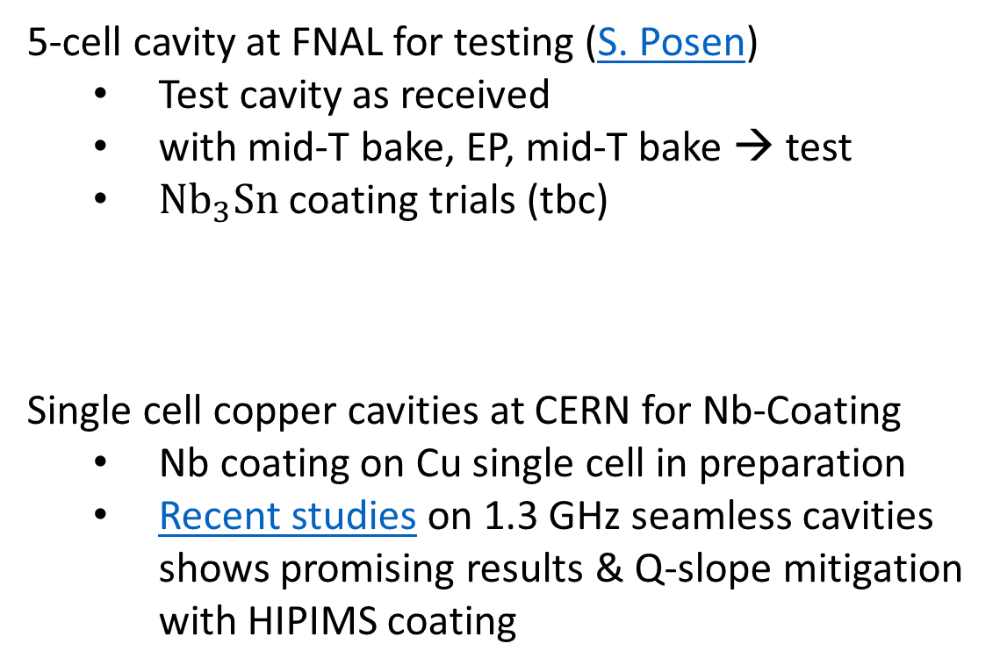 5-cell cavity at FNAL for testing (S. Posen)
• Test cavity as received
• with mid-T bake, EP, mid-T bake → test
• Nb₃Sn coating trials (tbc)
Single cell copper cavities at CERN for Nb-Coating
• Nb coating on Cu single cell in preparation
• Recent studies on 1.3 GHz seamless cavities
shows promising results & Q-slope mitigation
with HIPIMS coating